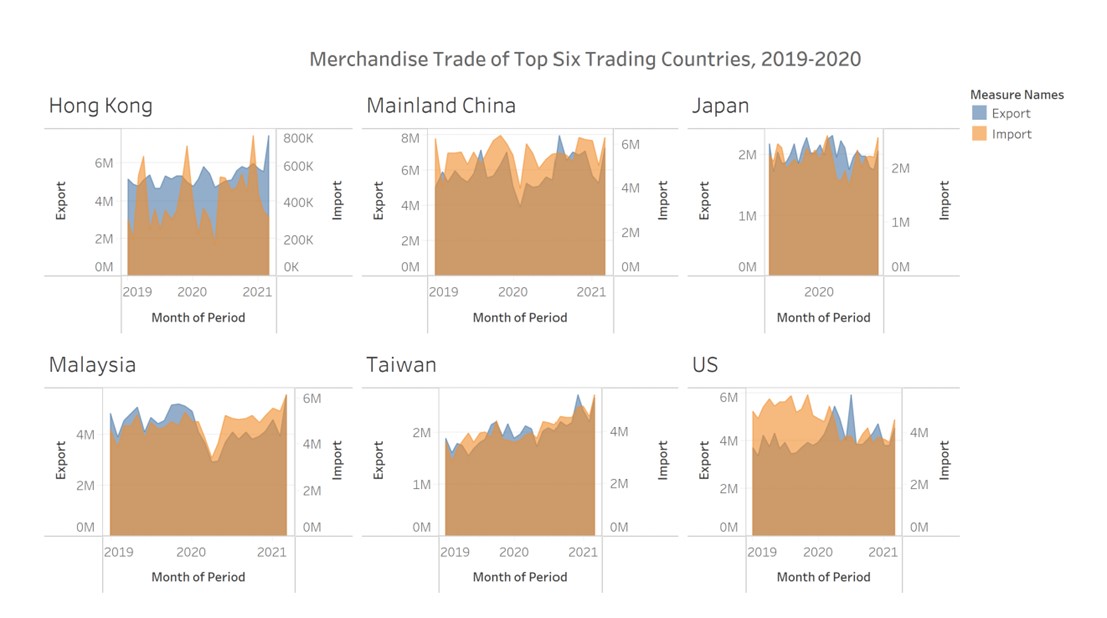 Merchandise Trade of Top Six Trading Countries, 2019-2020
Measure Names
Export
Import
Hong Kong
Export
6M
4M
2M
0M
800K
600K
400K
200K
0K
Import
2019 2020 2021
Month of Period
Mainland China
Export
8M
6M
4M
2M
0M
6M
4M
2M
0M
Import
2019 2020 2021
Month of Period
Japan
Export
2M
1M
0M
2M
1M
0M
Import
2020
Month of Period
Malaysia
Export
4M
2M
0M
6M
4M
2M
0M
Import
2019 2020 2021
Month of Period
Taiwan
Export
2M
1M
0M
4M
2M
0M
Import
2019 2020 2021
Month of Period
US
Export
6M
4M
2M
0M
4M
2M
0M
Import
2019 2020 2021
Month of Period